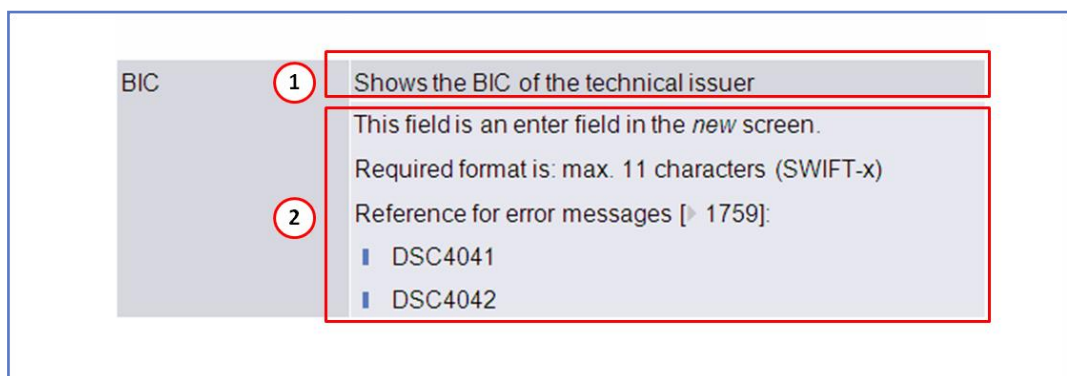 BIC
1
Shows the BIC of the technical issuer
This field is an enter field in the new screen.
Required format is: max. 11 characters (SWIFT-x)
2
Reference for error messages [▶ 1759]:
DSC4041
DSC4042